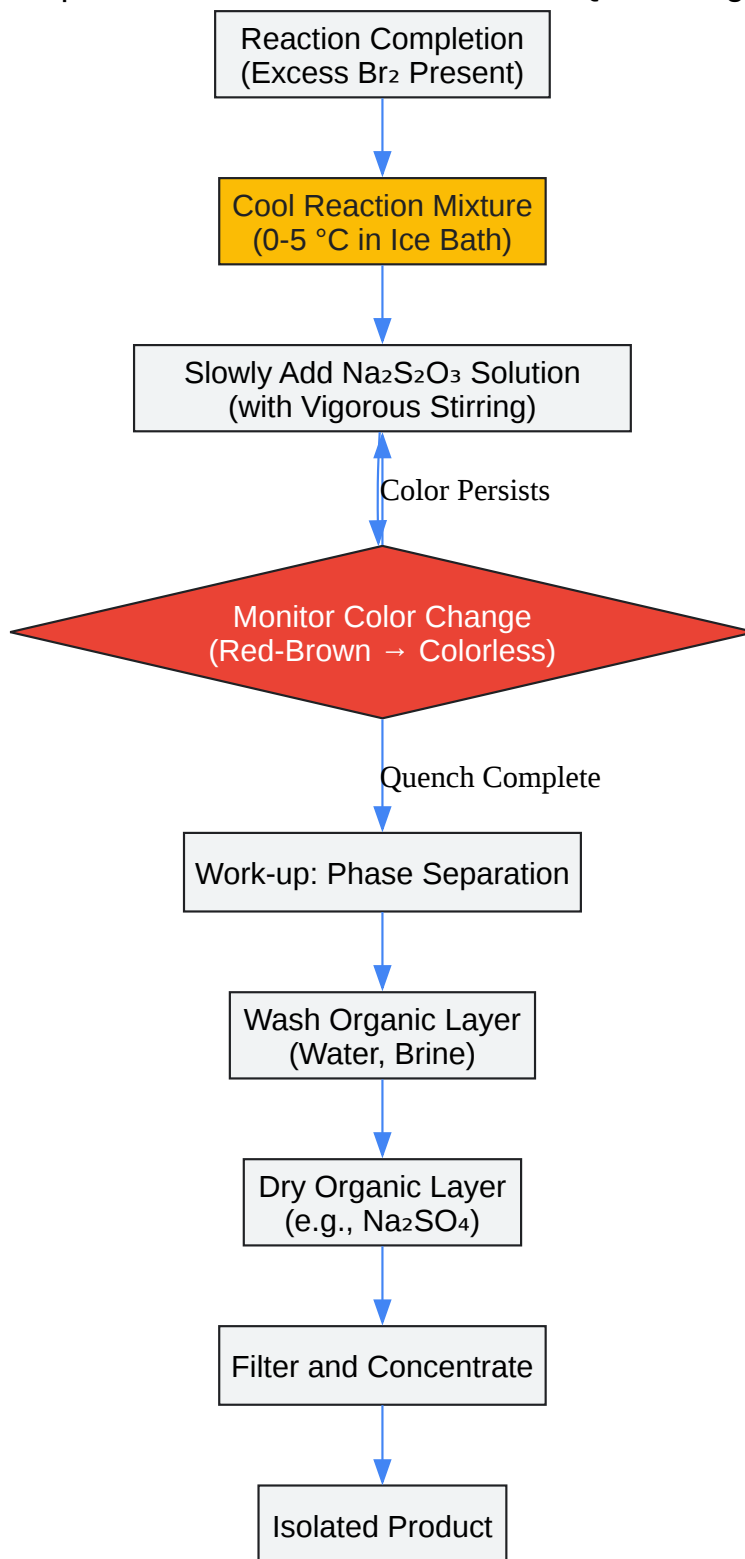 Reaction Completion
(Excess Br₂ Present)
Cool Reaction Mixture
(0-5 °C in Ice Bath)
Slowly Add Na₂S₂O₃ Solution
(with Vigorous Stirring)
Color Persists
Monitor Color Change
(Red-Brown → Colorless)
Quench Complete
Work-up: Phase Separation
Wash Organic Layer
(Water, Brine)
Dry Organic Layer
(e.g., Na₂SO₄)
Filter and Concentrate
Isolated Product